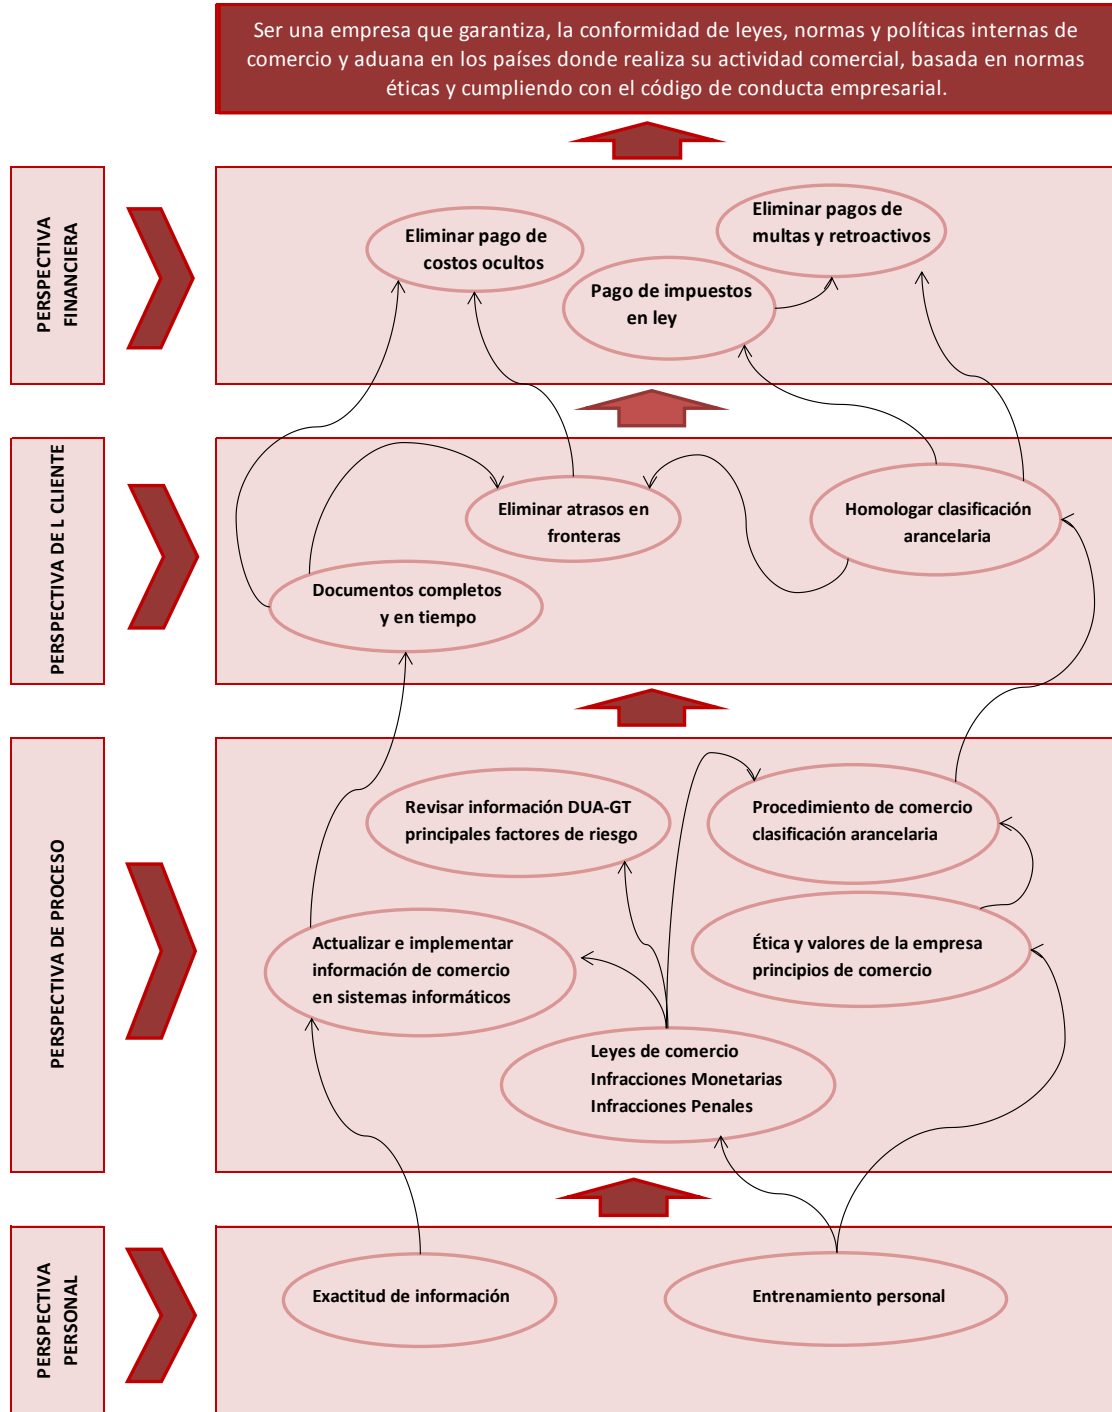 Ser una empresa que garantiza, la conformidad de leyes, normas y políticas internas de
comercio y aduana en los países donde realiza su actividad comercial, basada en normas
éticas y cumpliendo con el código de conducta empresarial.
PERSPECTIVA
FINANCIERA
Eliminar pago de
costos ocultos
Eliminar pagos de
multas y retroactivos
Pago de impuestos
en ley
PERSPECTIVA DE L CLIENTE
Eliminar atrasos en
fronteras
Homologar clasificación
arancelaria
Documentos completos
y en tiempo
PERSPECTIVA DE PROCESO
Revisar información DUA-GT
principales factores de riesgo
Procedimiento de comercio
clasificación arancelaria
Actualizar e implementar
información de comercio
en sistemas informáticos
Ética y valores de la empresa
principios de comercio
Leyes de comercio
Infracciones Monetarias
Infracciones Penales
PERSPECTIVA
PERSONAL
Exactitud de información
Entrenamiento personal